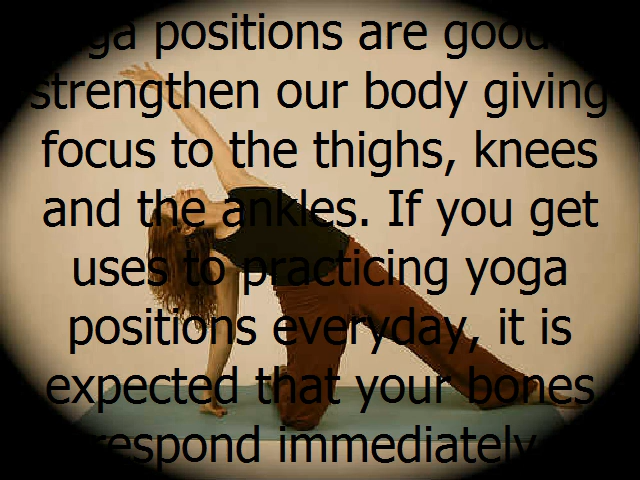 positions are good
strengthen our body giving
focus to the thighs, knees
and the ankles. If you get
uses to practicing yoga
positions everyday, it is
expected that your bones
respond immediately